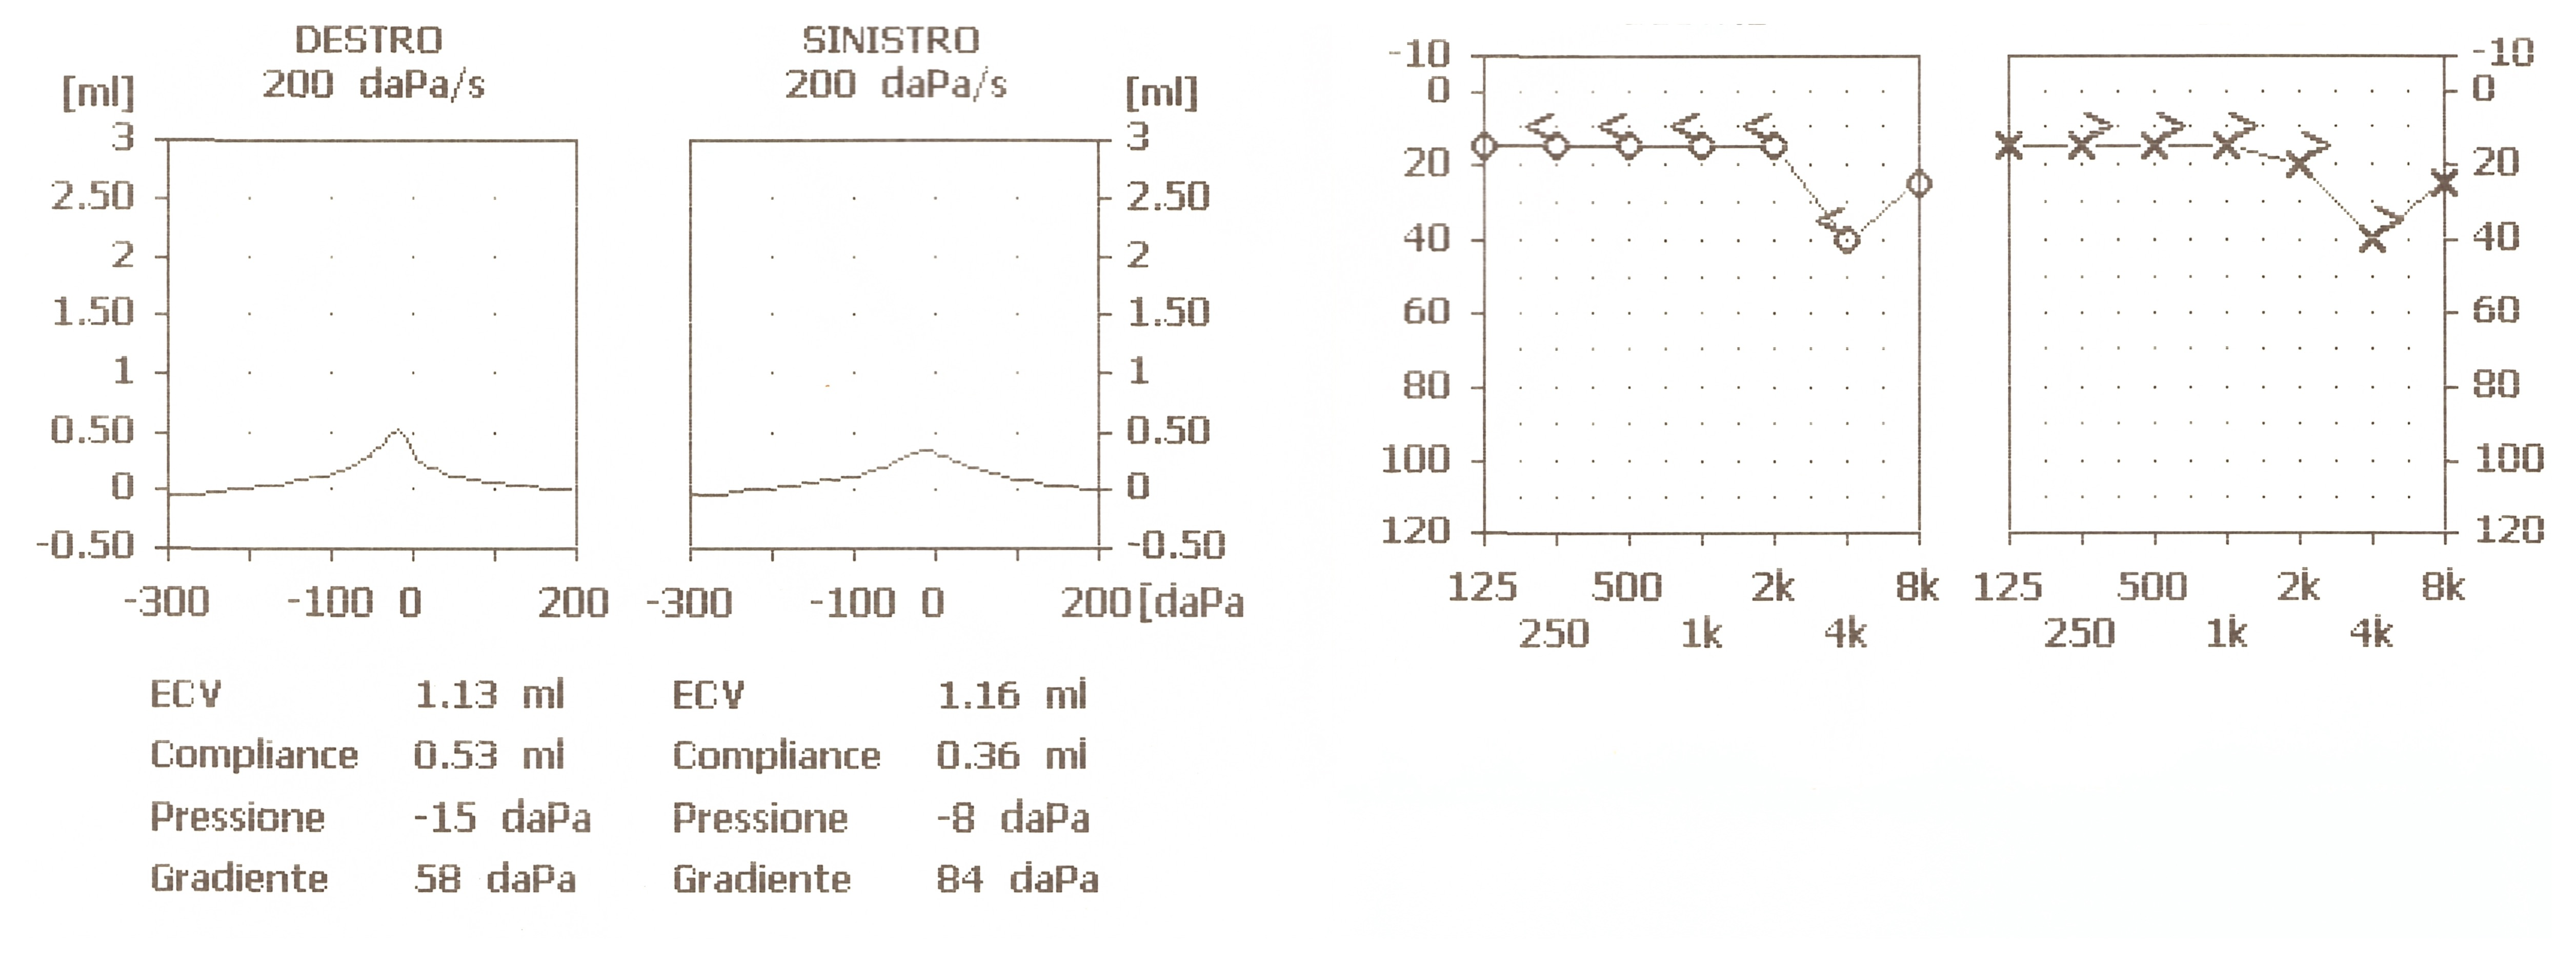 DESTRO
200 daPa/s
[ml]
3
2.50
2
1.50
1
0.50
0
-0.50
-300 -100 0 200
SINISTRO
200 daPa/s
[ml]
3
2.50
2
1.50
1
0.50
0
-0.50
-300 -100 0 200 [daPa
ECV 1.13 ml
Compliance 0.53 ml
Pressione -15 daPa
Gradiente 58 daPa
ECV 1.16 ml
Compliance 0.36 ml
Pressione -8 daPa
Gradiente 84 daPa
-10
0
20
40
60
80
100
120
125 500 2k 8k
250 1k 4k
-10
0
20
40
60
80
100
120
125 500 2k 8k
250 1k 4k